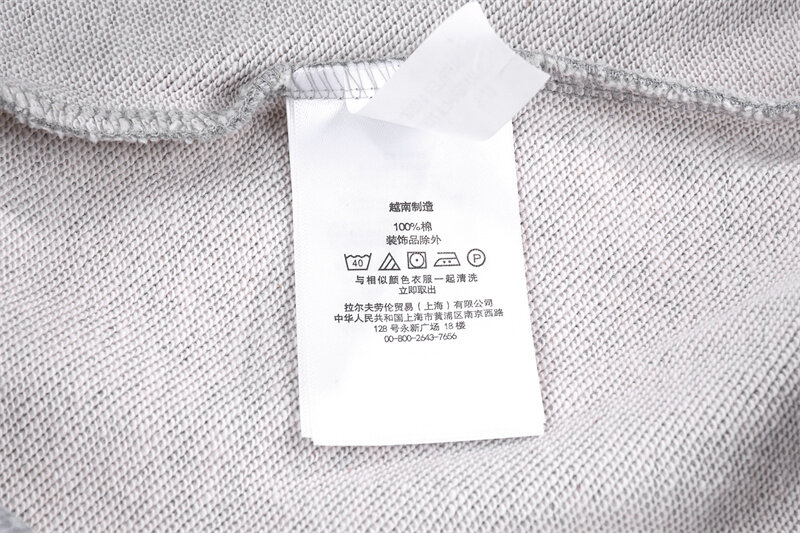 越南制造
100%棉
装饰品除外
40 P
与相似颜色衣服一起清洗
立即取出
拉尔夫劳伦贸易（上海）有限公司
中华人民共和国上海市黄浦区南京西路
128 号永新广场 18 楼
00-800-2643-7656